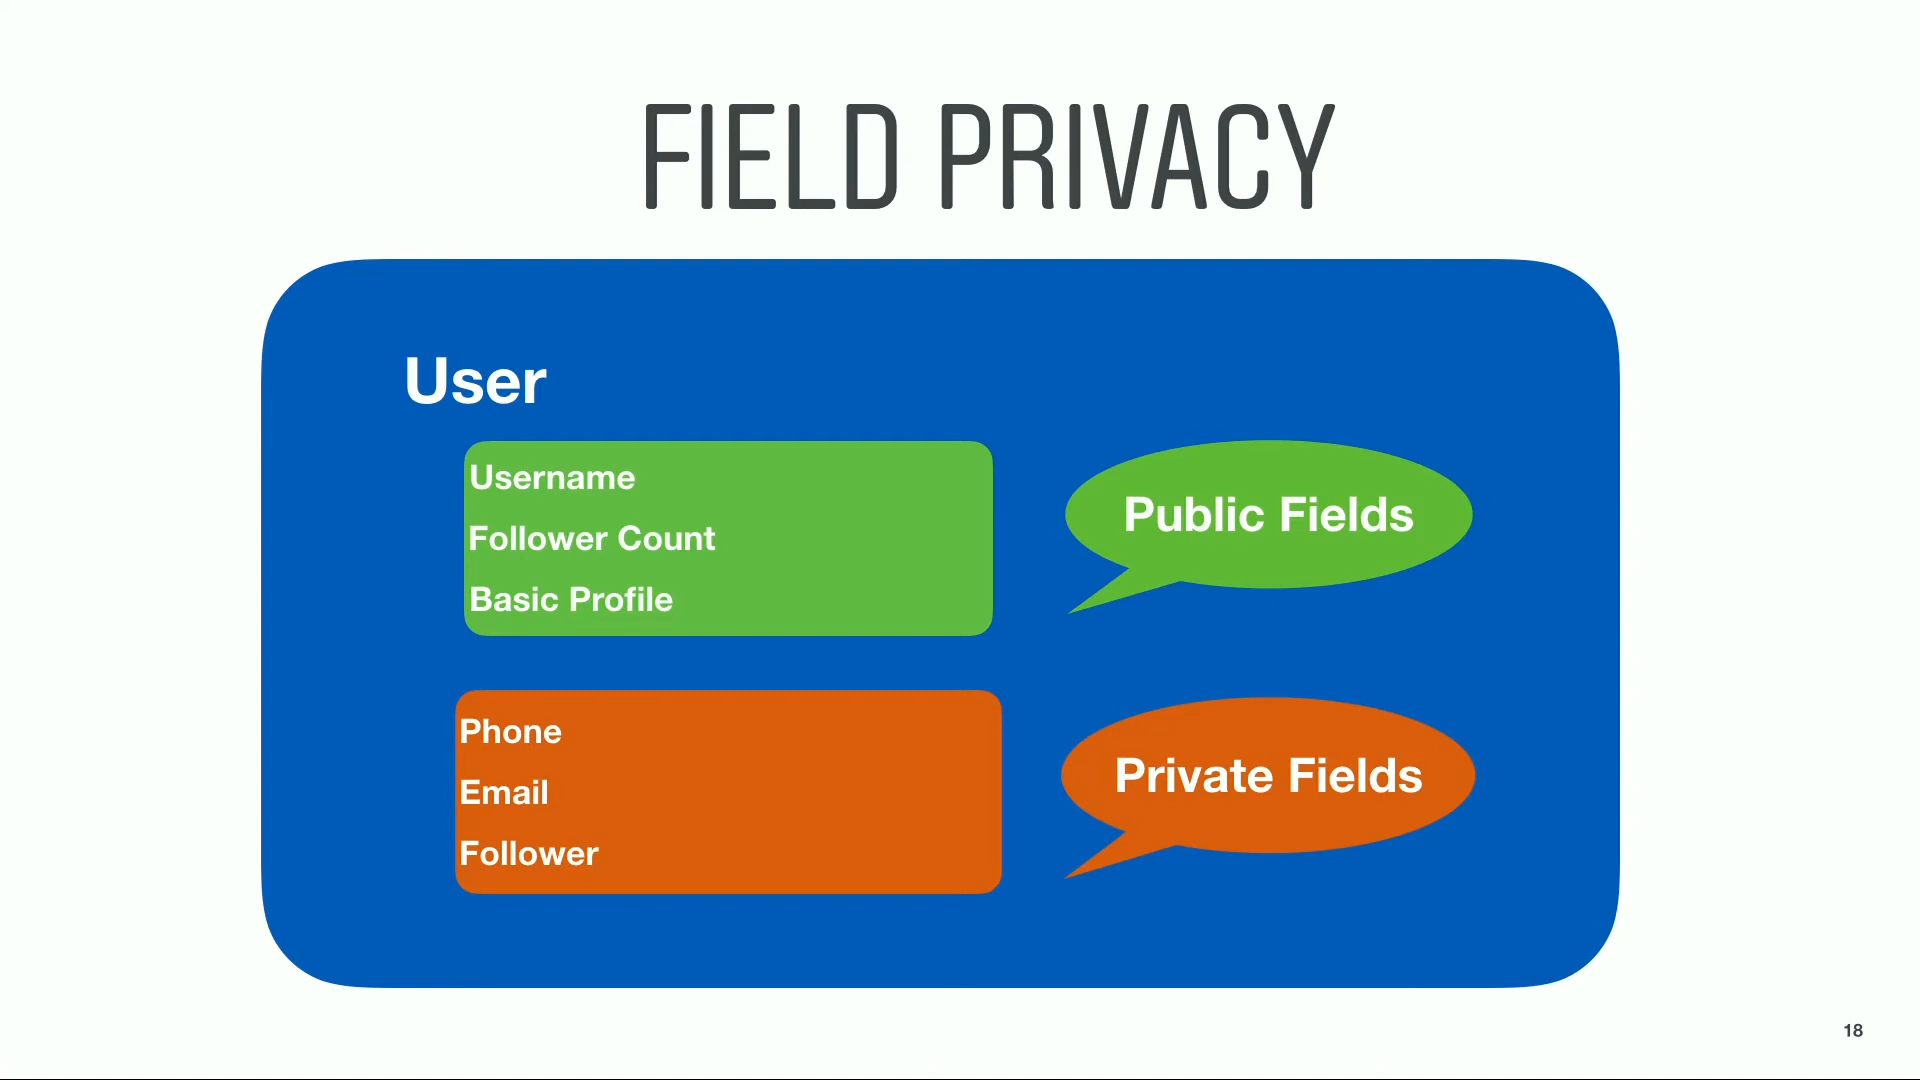 FIELD PRIVACY
User
Username
Follower Count
Basic Profile
Public Fields
Phone
Email
Follower
Private Fields
18